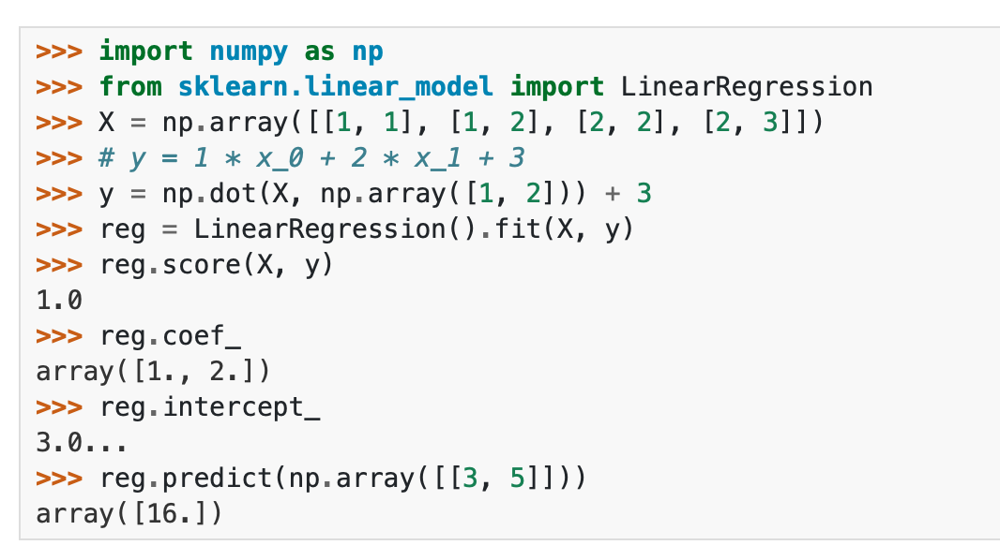 >>> import numpy as np
>>> from sklearn.linear_model import LinearRegression
>>> X = np.array([[1, 1], [1, 2], [2, 2], [2, 3]])
>>> # y = 1 * x_0 + 2 * x_1 + 3
>>> y = np.dot(X, np.array([1, 2])) + 3
>>> reg = LinearRegression().fit(X, y)
>>> reg.score(X, y)
1.0
>>> reg.coef_
array([1., 2.])
>>> reg.intercept_
3.0...
>>> reg.predict(np.array([[3, 5]]))
array([16.])